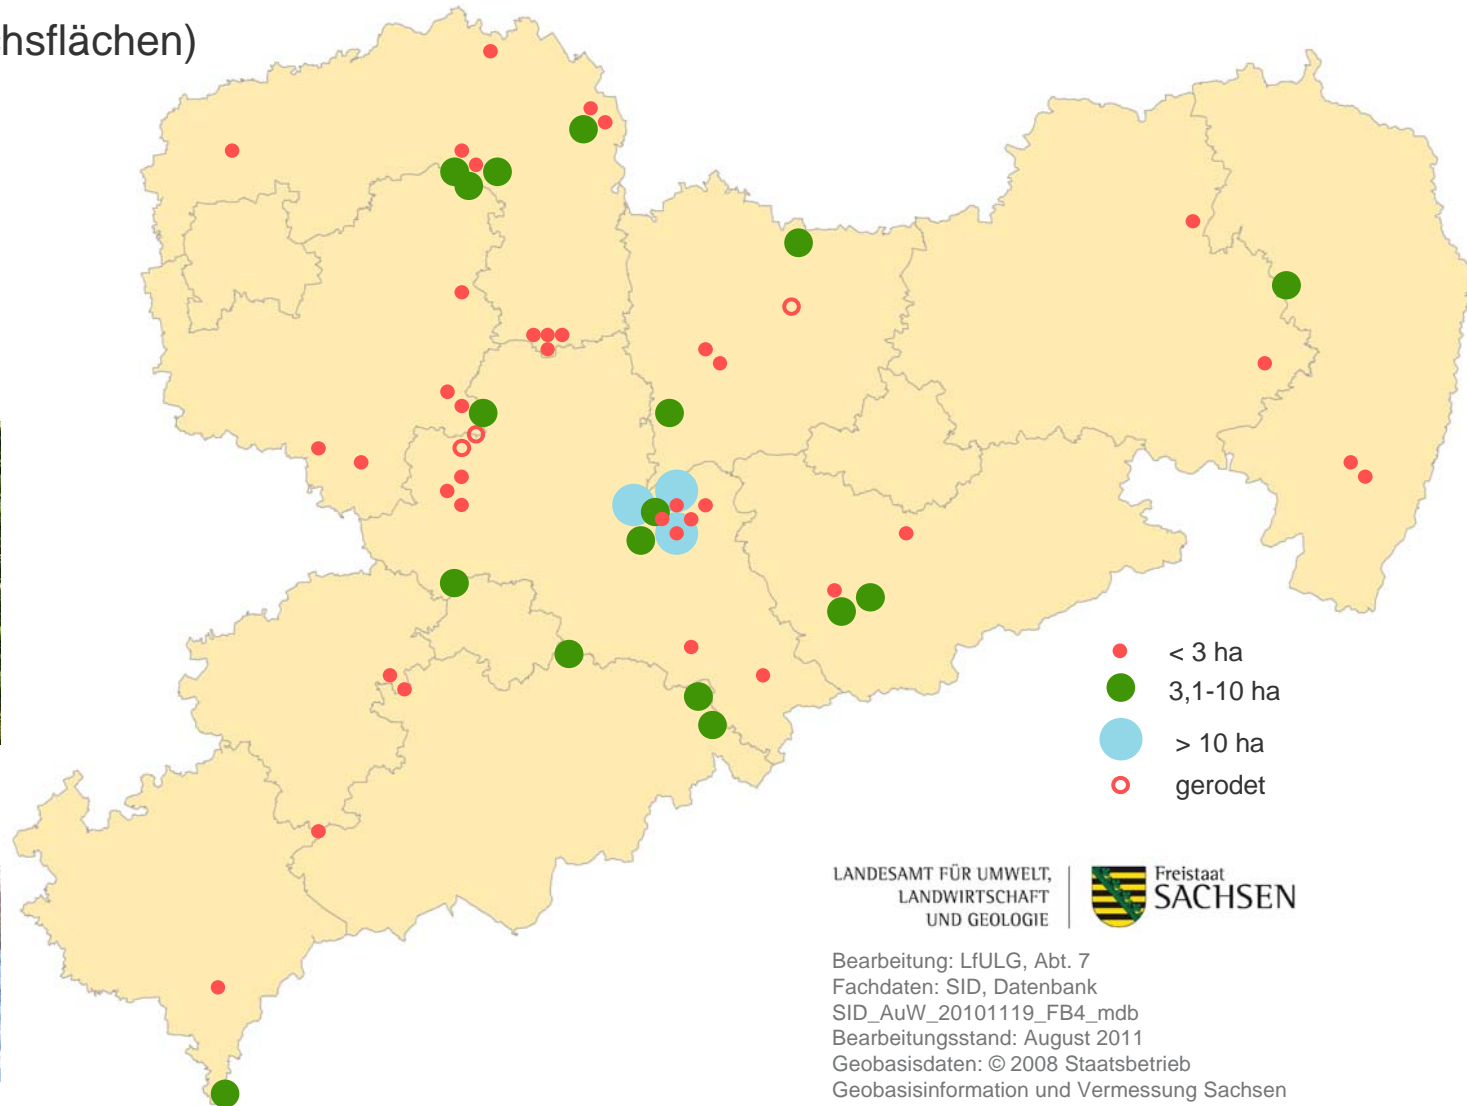 chsflächen)
< 3 ha
3,1-10 ha
> 10 ha
gerodet
LANDESAMT FÜR UMWELT,
LANDWIRTSCHAFT
UND GEOLOGIE
Freistaat
SACHSEN
Bearbeitung: LfULG, Abt. 7
Fachdaten: SID, Datenbank
SID_AuW_20101119_FB4_mdb
Bearbeitungsstand: August 2011
Geobasisdaten: © 2008 Staatsbetrieb
Geobasisinformation und Vermessung Sachsen